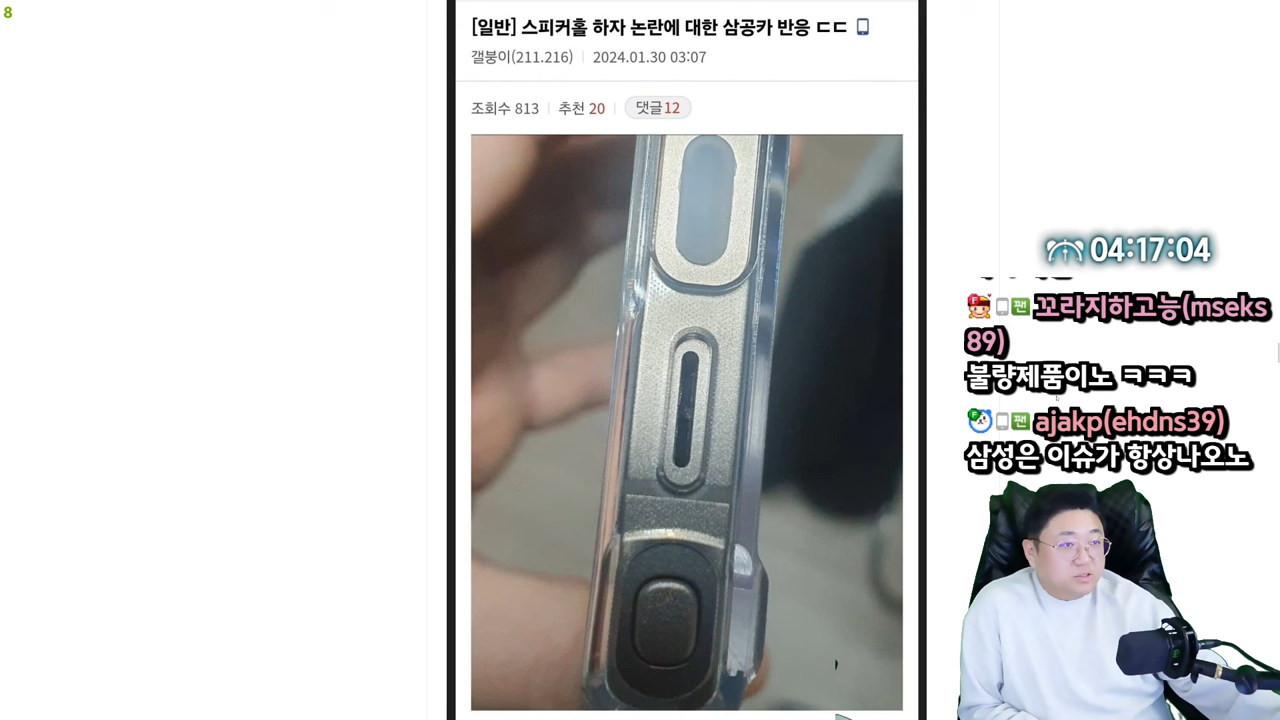 8
[일반] 스피커홀 하자 논란에 대한 삼공카 반응 ㄷㄷ
갤붕이(211.216) 2024.01.30 03:07
조회수 813 추천 20 댓글 12
04:17:04
F 팬 꼬라지하고능(mseks
89)
불량제품이노 ㅋㅋㅋ
F 팬 ajakp(ehdns39)
삼성은 이슈가 항상나오노